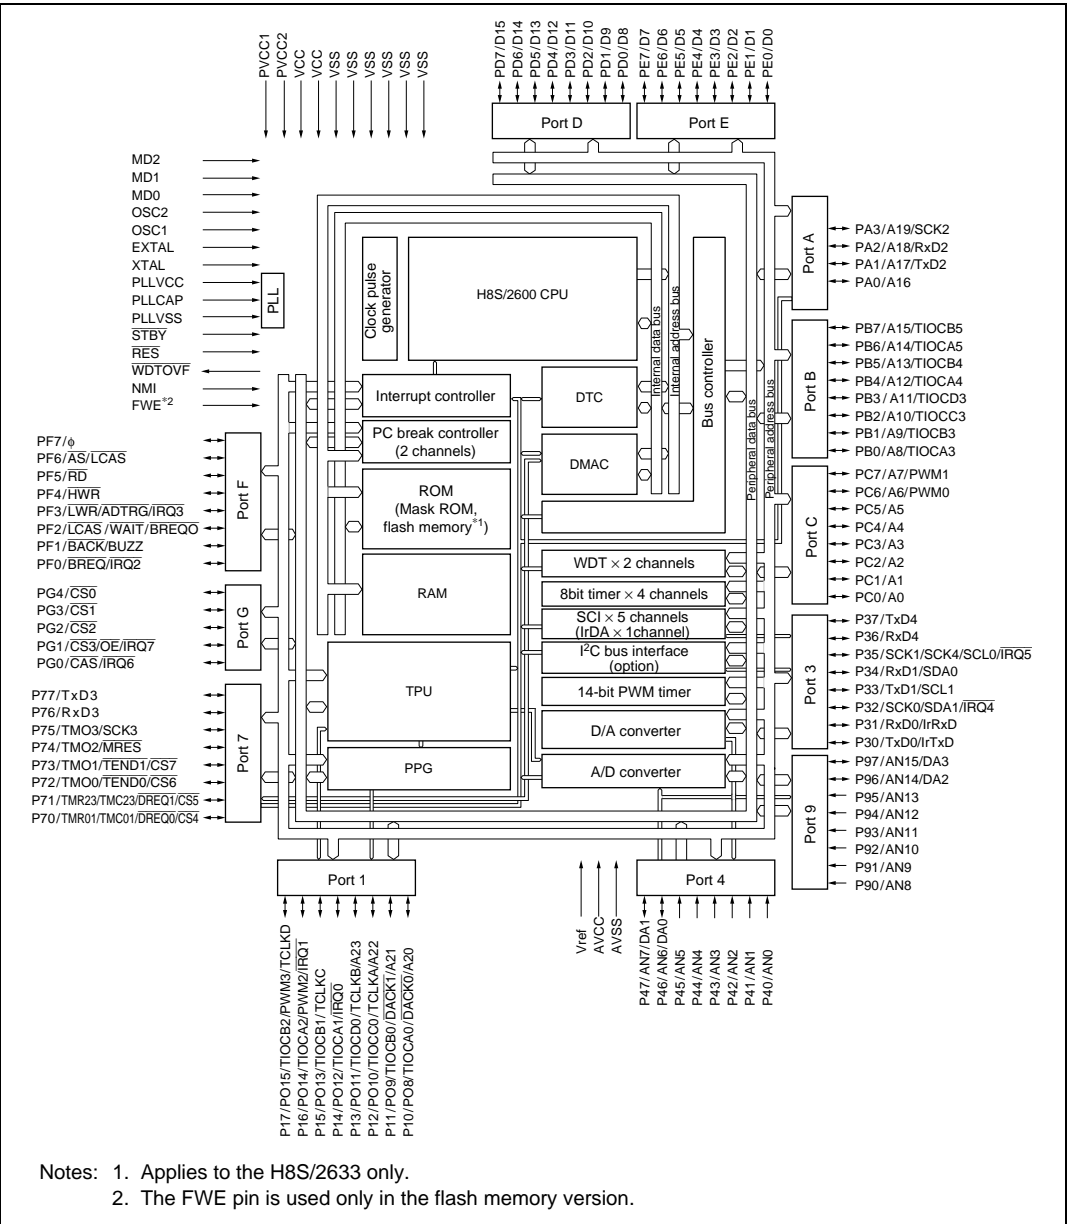 PVCC1
PVCC2
VCC
VCC
VSS
VSS
VSS
VSS
VSS
VSS
PD7/D15
PD6/D14
PD5/D13
PD4/D12
PD3/D11
PD2/D10
PD1/D9
PD0/D8
PE7/D7
PE6/D6
PE5/D5
PE4/D4
PE3/D3
PE2/D2
PE1/D1
PE0/D0
Port D
Port E
MD2
MD1
MD0
OSC2
OSC1
EXTAL
XTAL
PLLVCC
PLLCAP
PLLVSS
STBY
RES
WDTOVF
NMI
FWE*2
PLL
Clock pulse
generator
H8S/2600 CPU
Internal data bus
Internal address bus
Bus controller
Peripheral data bus
Peripheral address bus
Interrupt controller
PC break controller
(2 channels)
DTC
DMAC
ROM
(Mask ROM,
flash memory*1)
RAM
TPU
PPG
WDT × 2 channels
8bit timer × 4 channels
SCI × 5 channels
(IrDA × 1channel)
I2C bus interface
(option)
14-bit PWM timer
D/A converter
A/D converter
Port A
PA3/A19/SCK2
PA2/A18/RxD2
PA1/A17/TxD2
PA0/A16
Port B
PB7/A15/TIOCB5
PB6/A14/TIOCA5
PB5/A13/TIOCB4
PB4/A12/TIOCA4
PB3/A11/TIOCD3
PB2/A10/TIOCC3
PB1/A9/TIOCB3
PB0/A8/TIOCA3
Port C
PC7/A7/PWM1
PC6/A6/PWM0
PC5/A5
PC4/A4
PC3/A3
PC2/A2
PC1/A1
PC0/A0
Port 3
P37/TxD4
P36/RxD4
P35/SCK1/SCK4/SCL0/IRQ5
P34/RxD1/SDA0
P33/TxD1/SCL1
P32/SCK0/SDA1/IRQ4
P31/RxD0/IrRxD
P30/TxD0/IrTxD
Port 9
P97/AN15/DA3
P96/AN14/DA2
P95/AN13
P94/AN12
P93/AN11
P92/AN10
P91/AN9
P90/AN8
PF7/ϕ
PF6/AS/LCAS
PF5/RD
PF4/HWR
PF3/LWR/ADTRG/IRQ3
PF2/LCAS/WAIT/BREQO
PF1/BACK/BUZZ
PF0/BREQ/IRQ2
Port F
PG4/CS0
PG3/CS1
PG2/CS2
PG1/CS3/OE/IRQ7
PG0/CAS/IRQ6
Port G
P77/TxD3
P76/RxD3
P75/TMO3/SCK3
P74/TMO2/MRES
P73/TMO1/TEND1/CS7
P72/TMO0/TEND0/CS6
P71/TMR23/TMC23/DREQ1/CS5
P70/TMR01/TMC01/DREQ0/CS4
Port 7
Port 1
P17/PO15/TIOCB2/PWM3/TCLKD
P16/PO14/TIOCA2/PWM2/IRQ1
P15/PO13/TIOCB1/TCLKC
P14/PO12/TIOCA1/IRQ0
P13/PO11/TIOCD0/TCLKB/A23
P12/PO10/TIOCC0/TCLKA/A22
P11/PO9/TIOCB0/DACK1/A21
P10/PO8/TIOCA0/DACK0/A20
Vref
AVCC
AVSS
Port 4
P47/AN7/DA1
P46/AN6/DA0
P45/AN5
P44/AN4
P43/AN3
P42/AN2
P41/AN1
P40/AN0
Notes: 1. Applies to the H8S/2633 only.
2. The FWE pin is used only in the flash memory version.